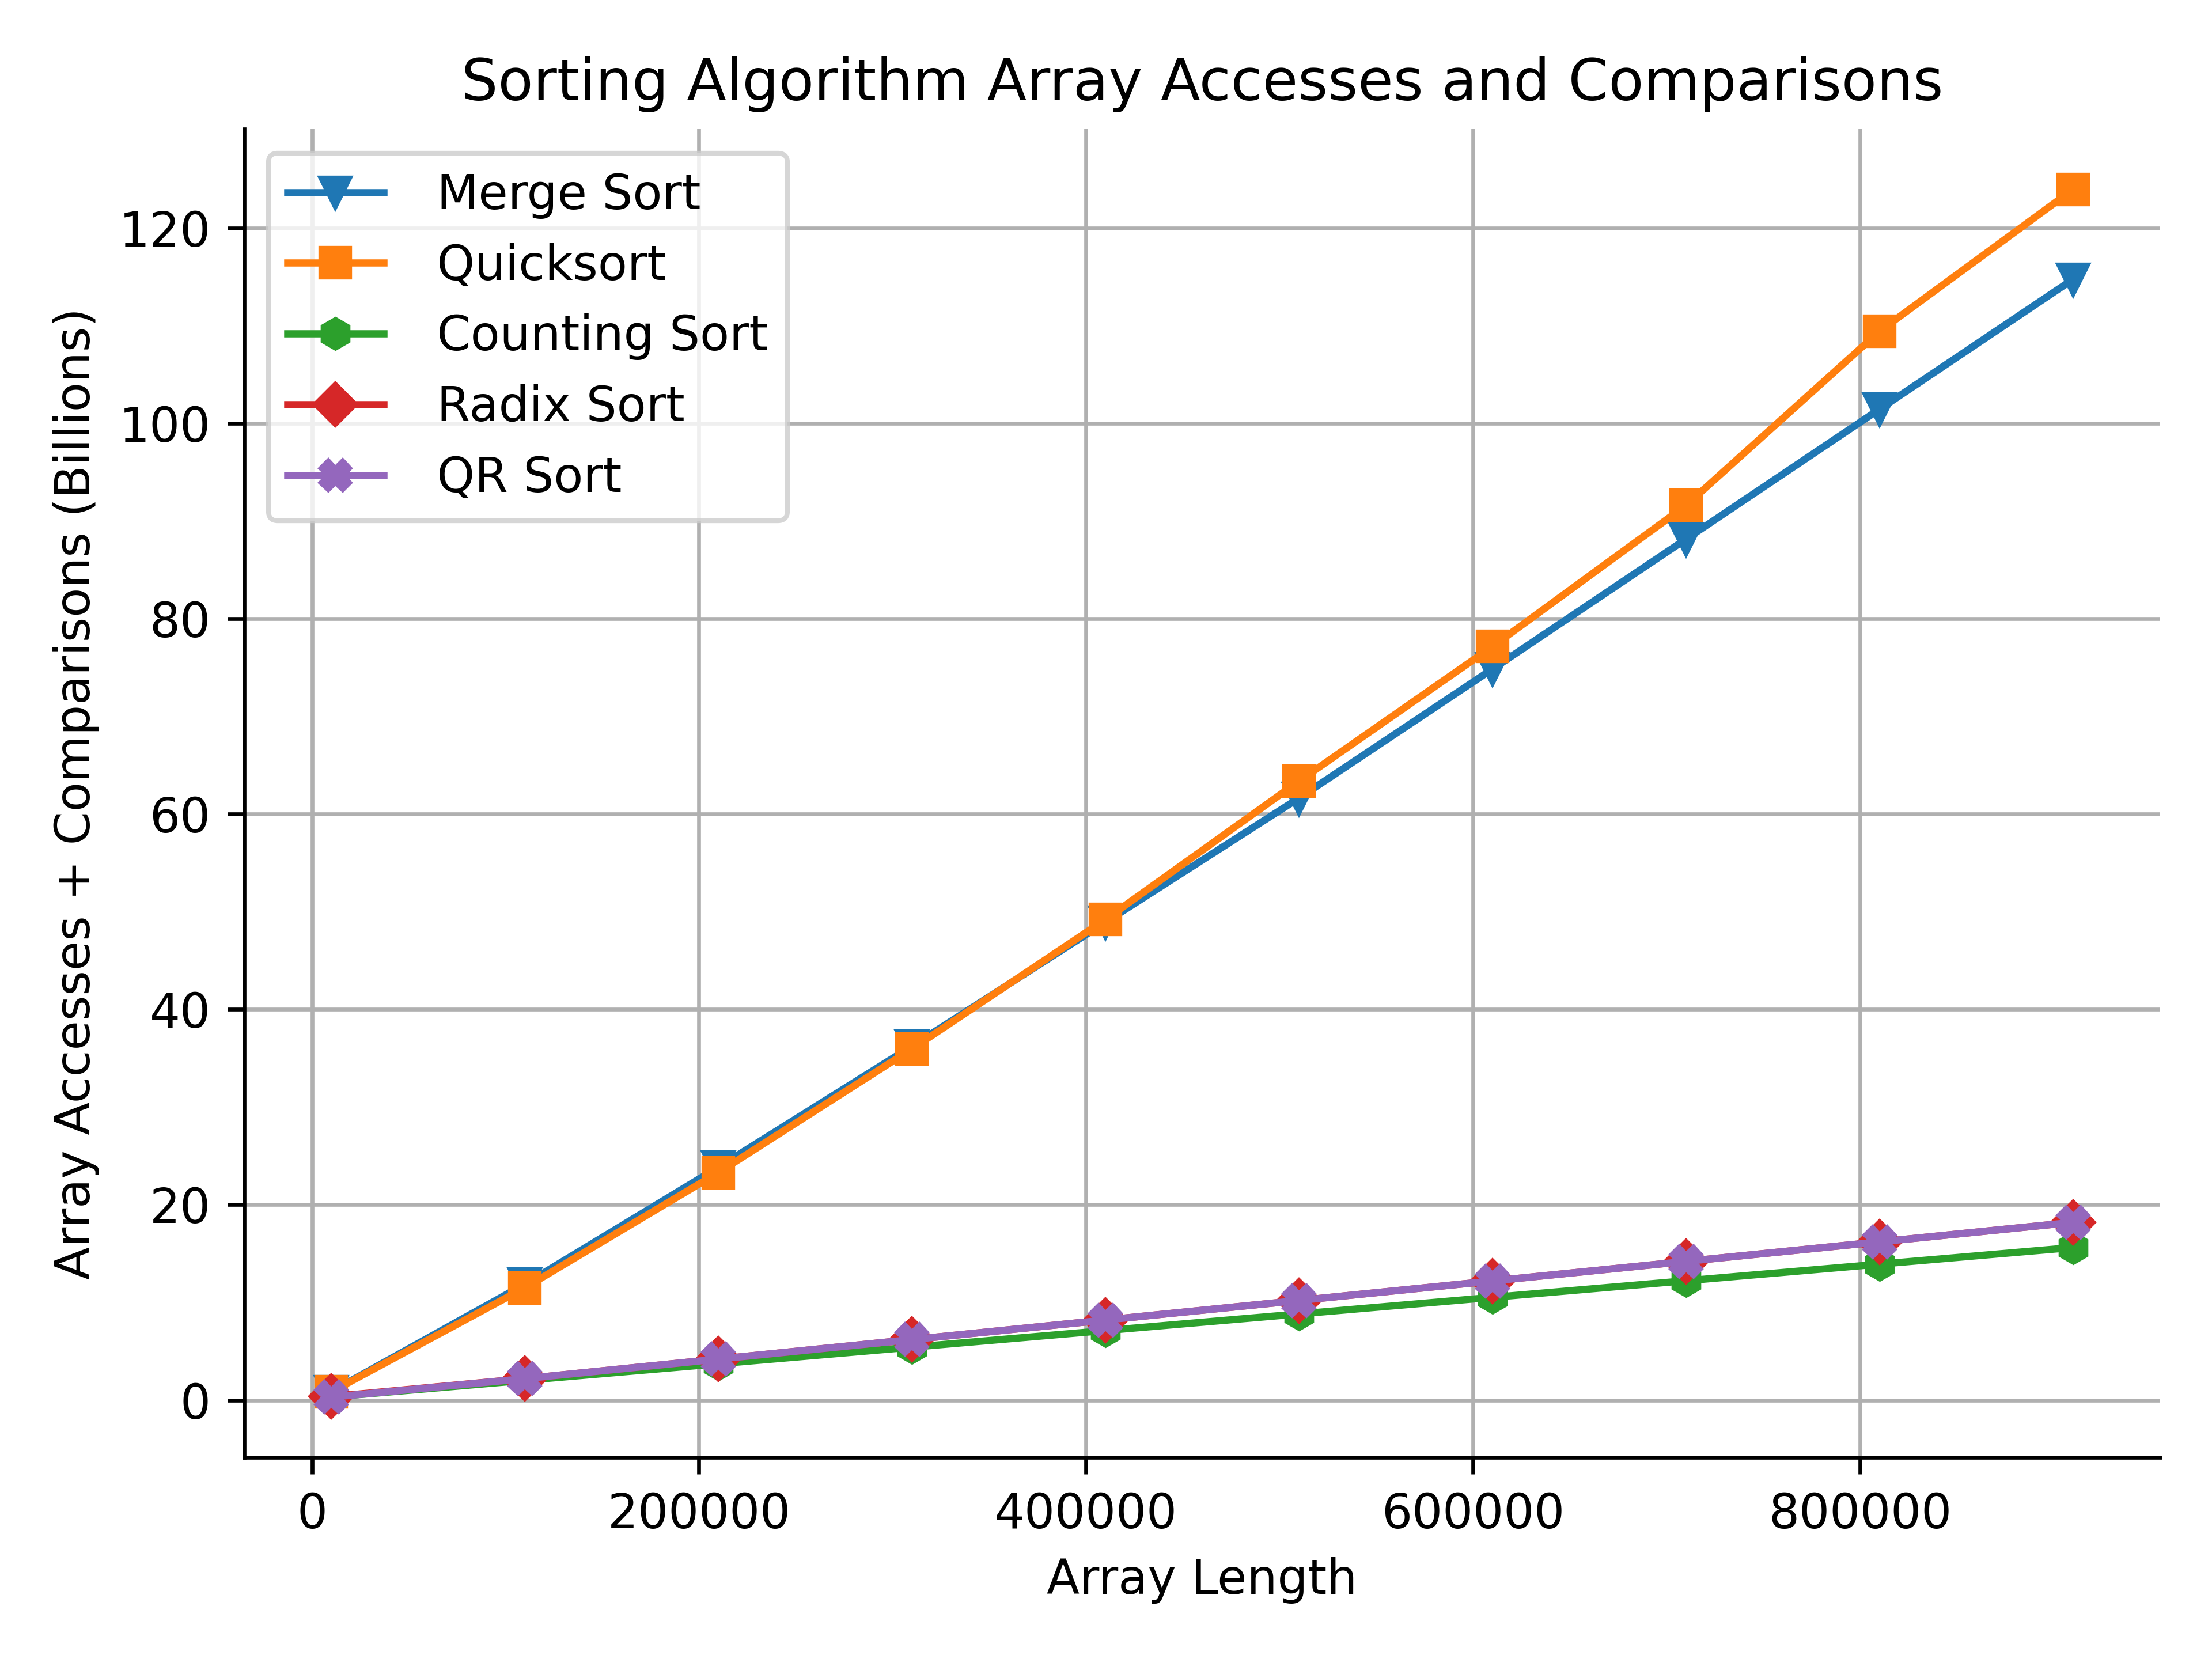 Sorting Algorithm Array Accesses and Comparisons
Merge Sort
Quicksort
Counting Sort
Radix Sort
QR Sort
Array Accesses + Comparisons (Billions)
120
100
80
60
40
20
0
0
200000
400000
600000
800000
Array Length